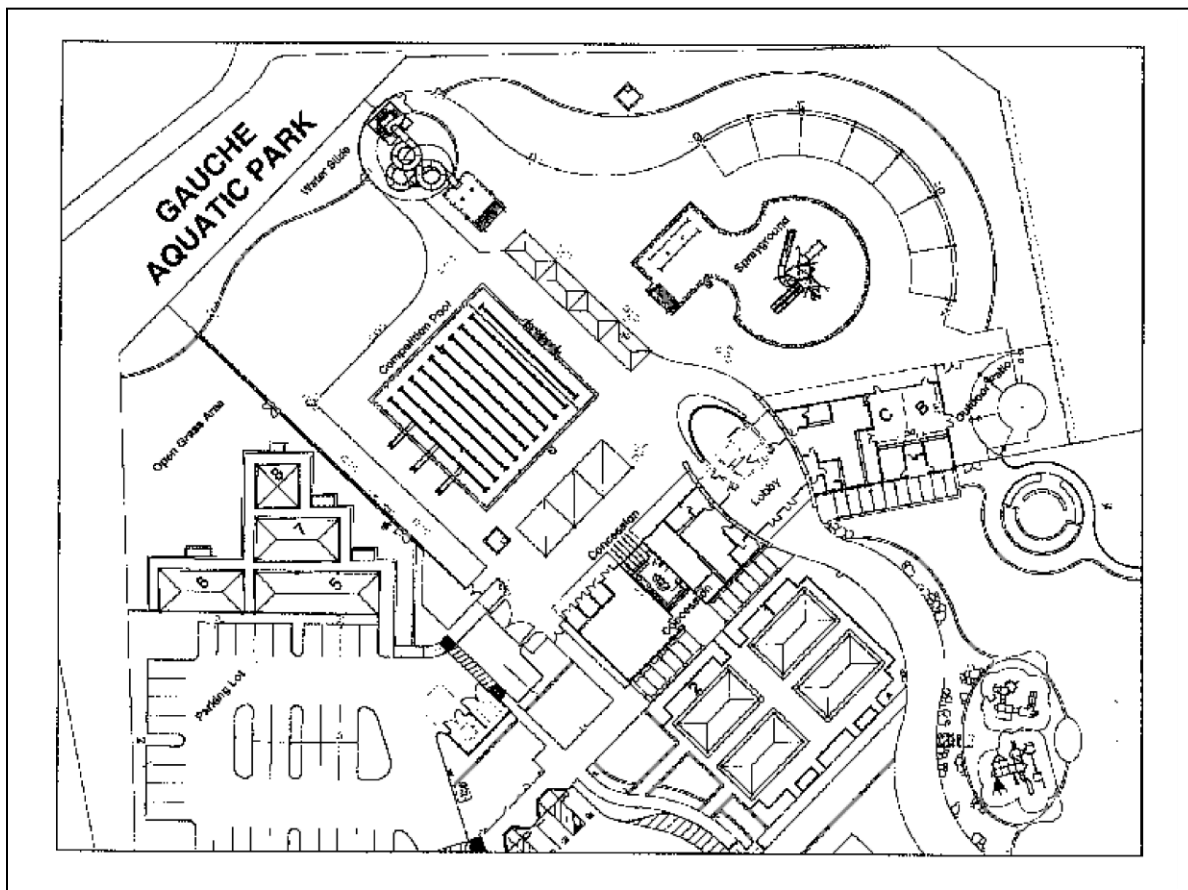 GAUCHE
AQUATIC PARK
Water Slide
Sprayground
Competition Pool
Open Grass Area
Outdoor Patio
C
B
Lobby
Concession
8
7
6
5
2
Parking Lot